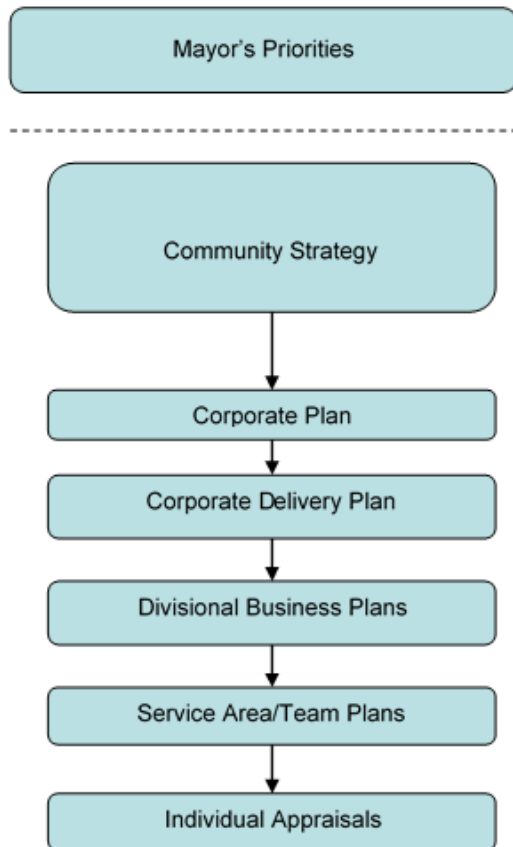 Mayor’s Priorities
Community Strategy
Corporate Plan
Corporate Delivery Plan
Divisional Business Plans
Service Area/Team Plans
Individual Appraisals